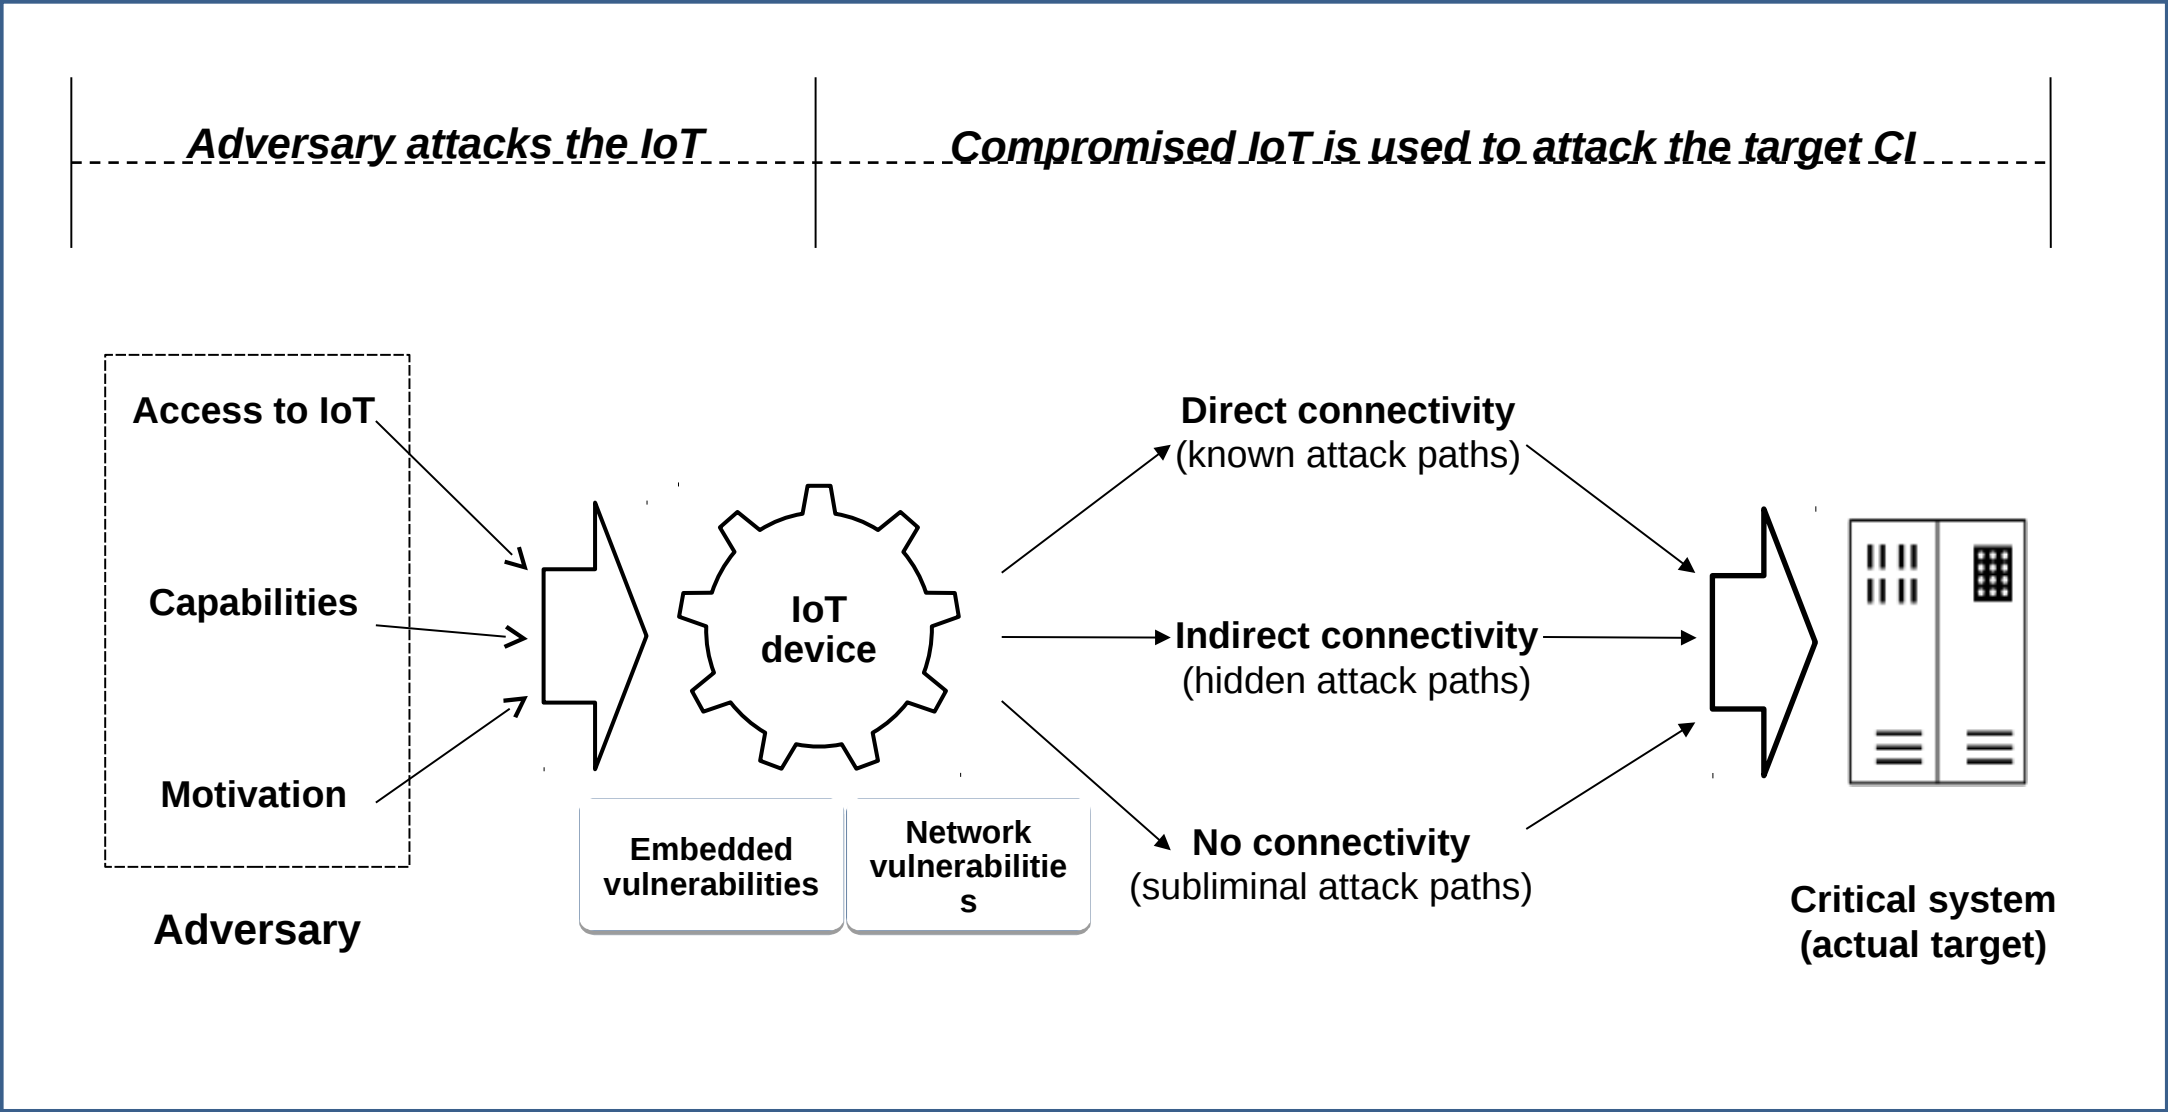 Adversary attacks the IoT
Compromised IoT is used to attack the target CI
Access to IoT
Capabilities
Motivation
Adversary
IoT
device
Embedded
vulnerabilities
Network
vulnerabilitie
s
Direct connectivity
(known attack paths)
Indirect connectivity
(hidden attack paths)
No connectivity
(subliminal attack paths)
Critical system
(actual target)